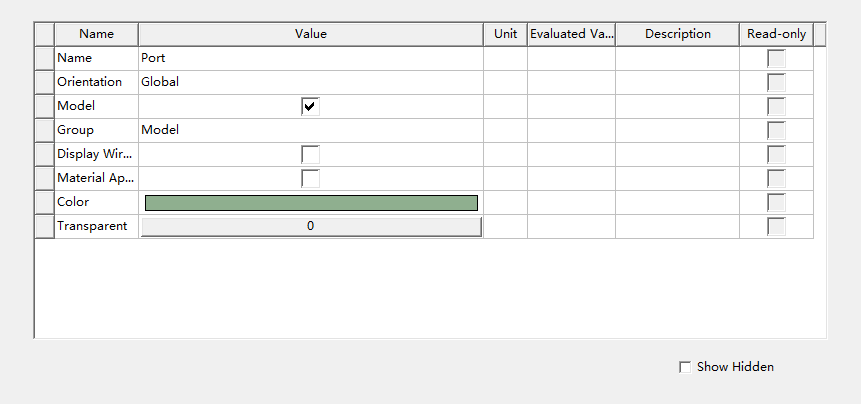 Name Value Unit Evaluated Va... Description Read-only
Name Port
Orientation Global
Model
Group Model
Display Wir...
Material Ap...
Color
Transparent 0
Show Hidden